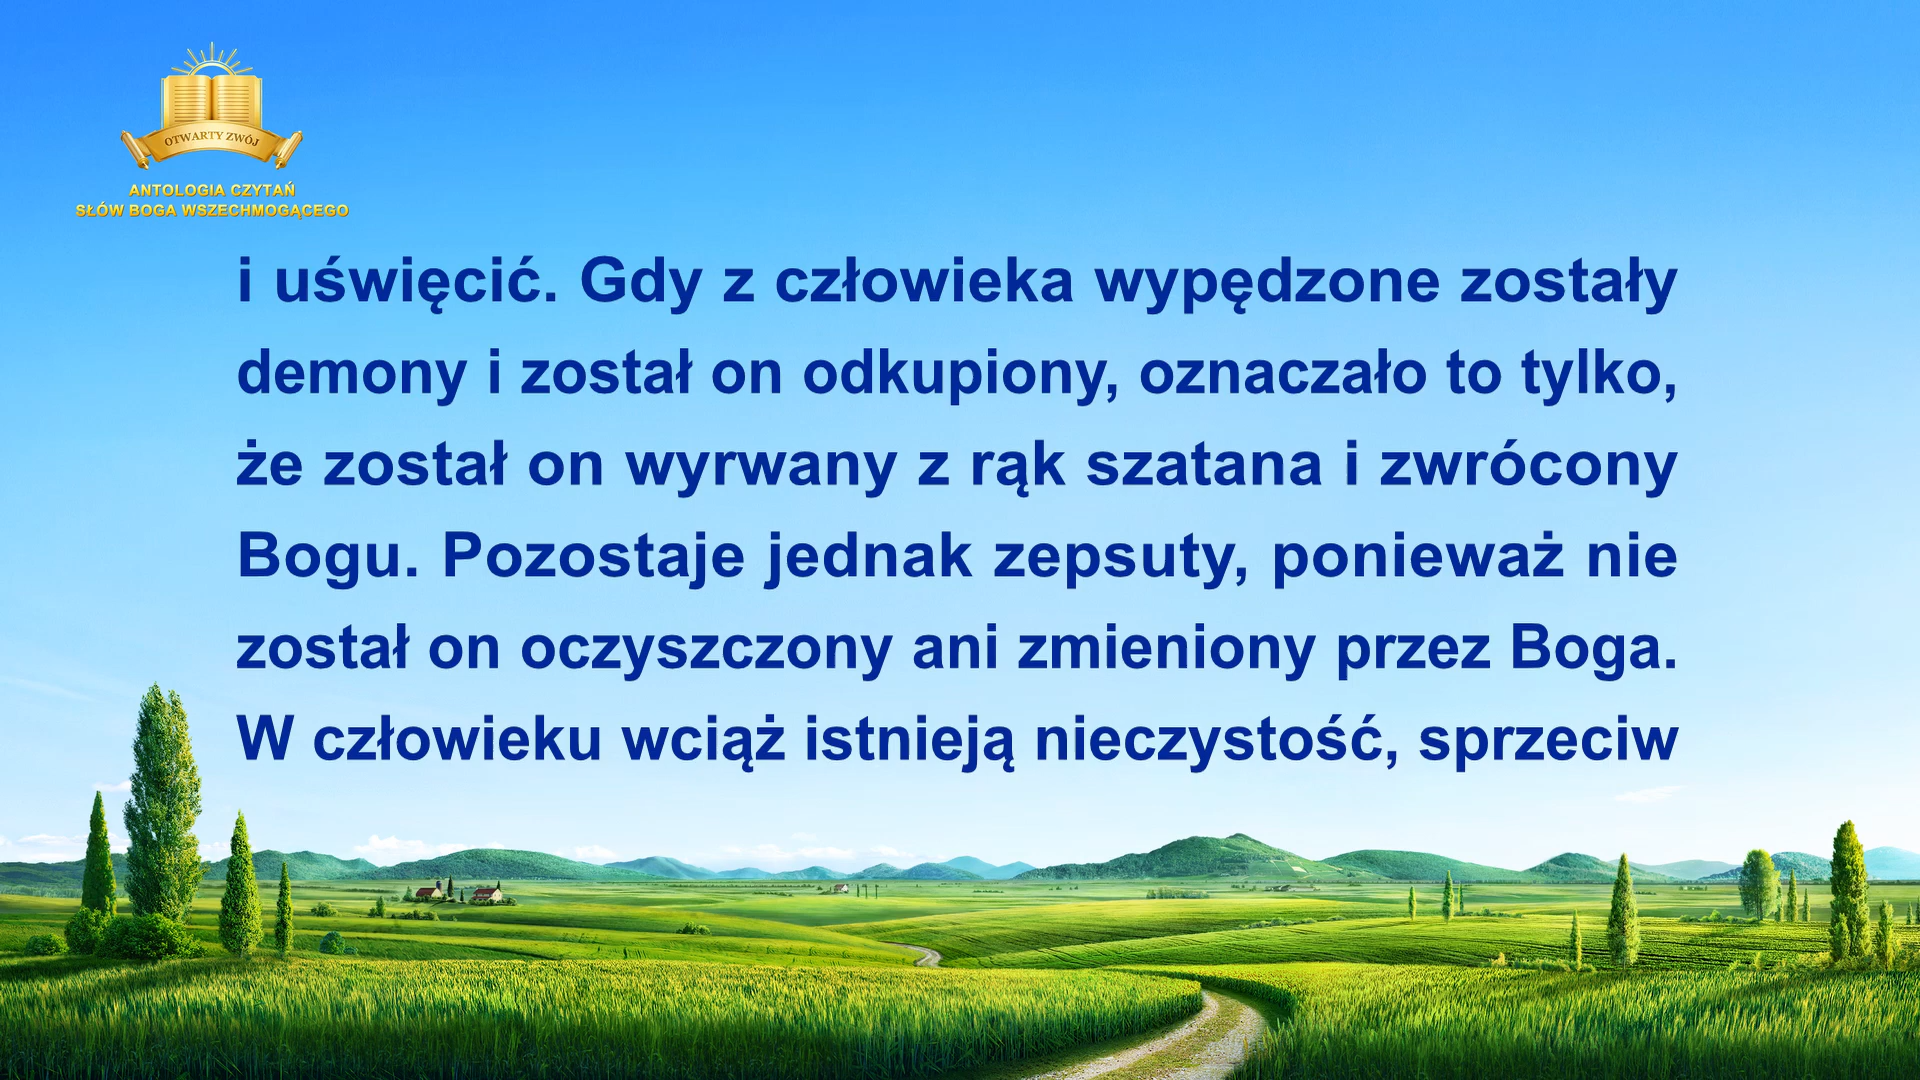 OTWARTY ZWÓJ
ANTOLOGIA CZYTAŃ
SŁÓW BOGA WSZECHMOGĄCEGO
i uświęcić. Gdy z człowieka wypędzone zostały
demony i został on odkupiony, oznaczało to tylko,
że został on wyrwany z rąk szatana i zwrócony
Bogu. Pozostaje jednak zepsuty, ponieważ nie
został on oczyszczony ani zmieniony przez Boga.
W człowieku wciąż istnieją nieczystość, sprzeciw